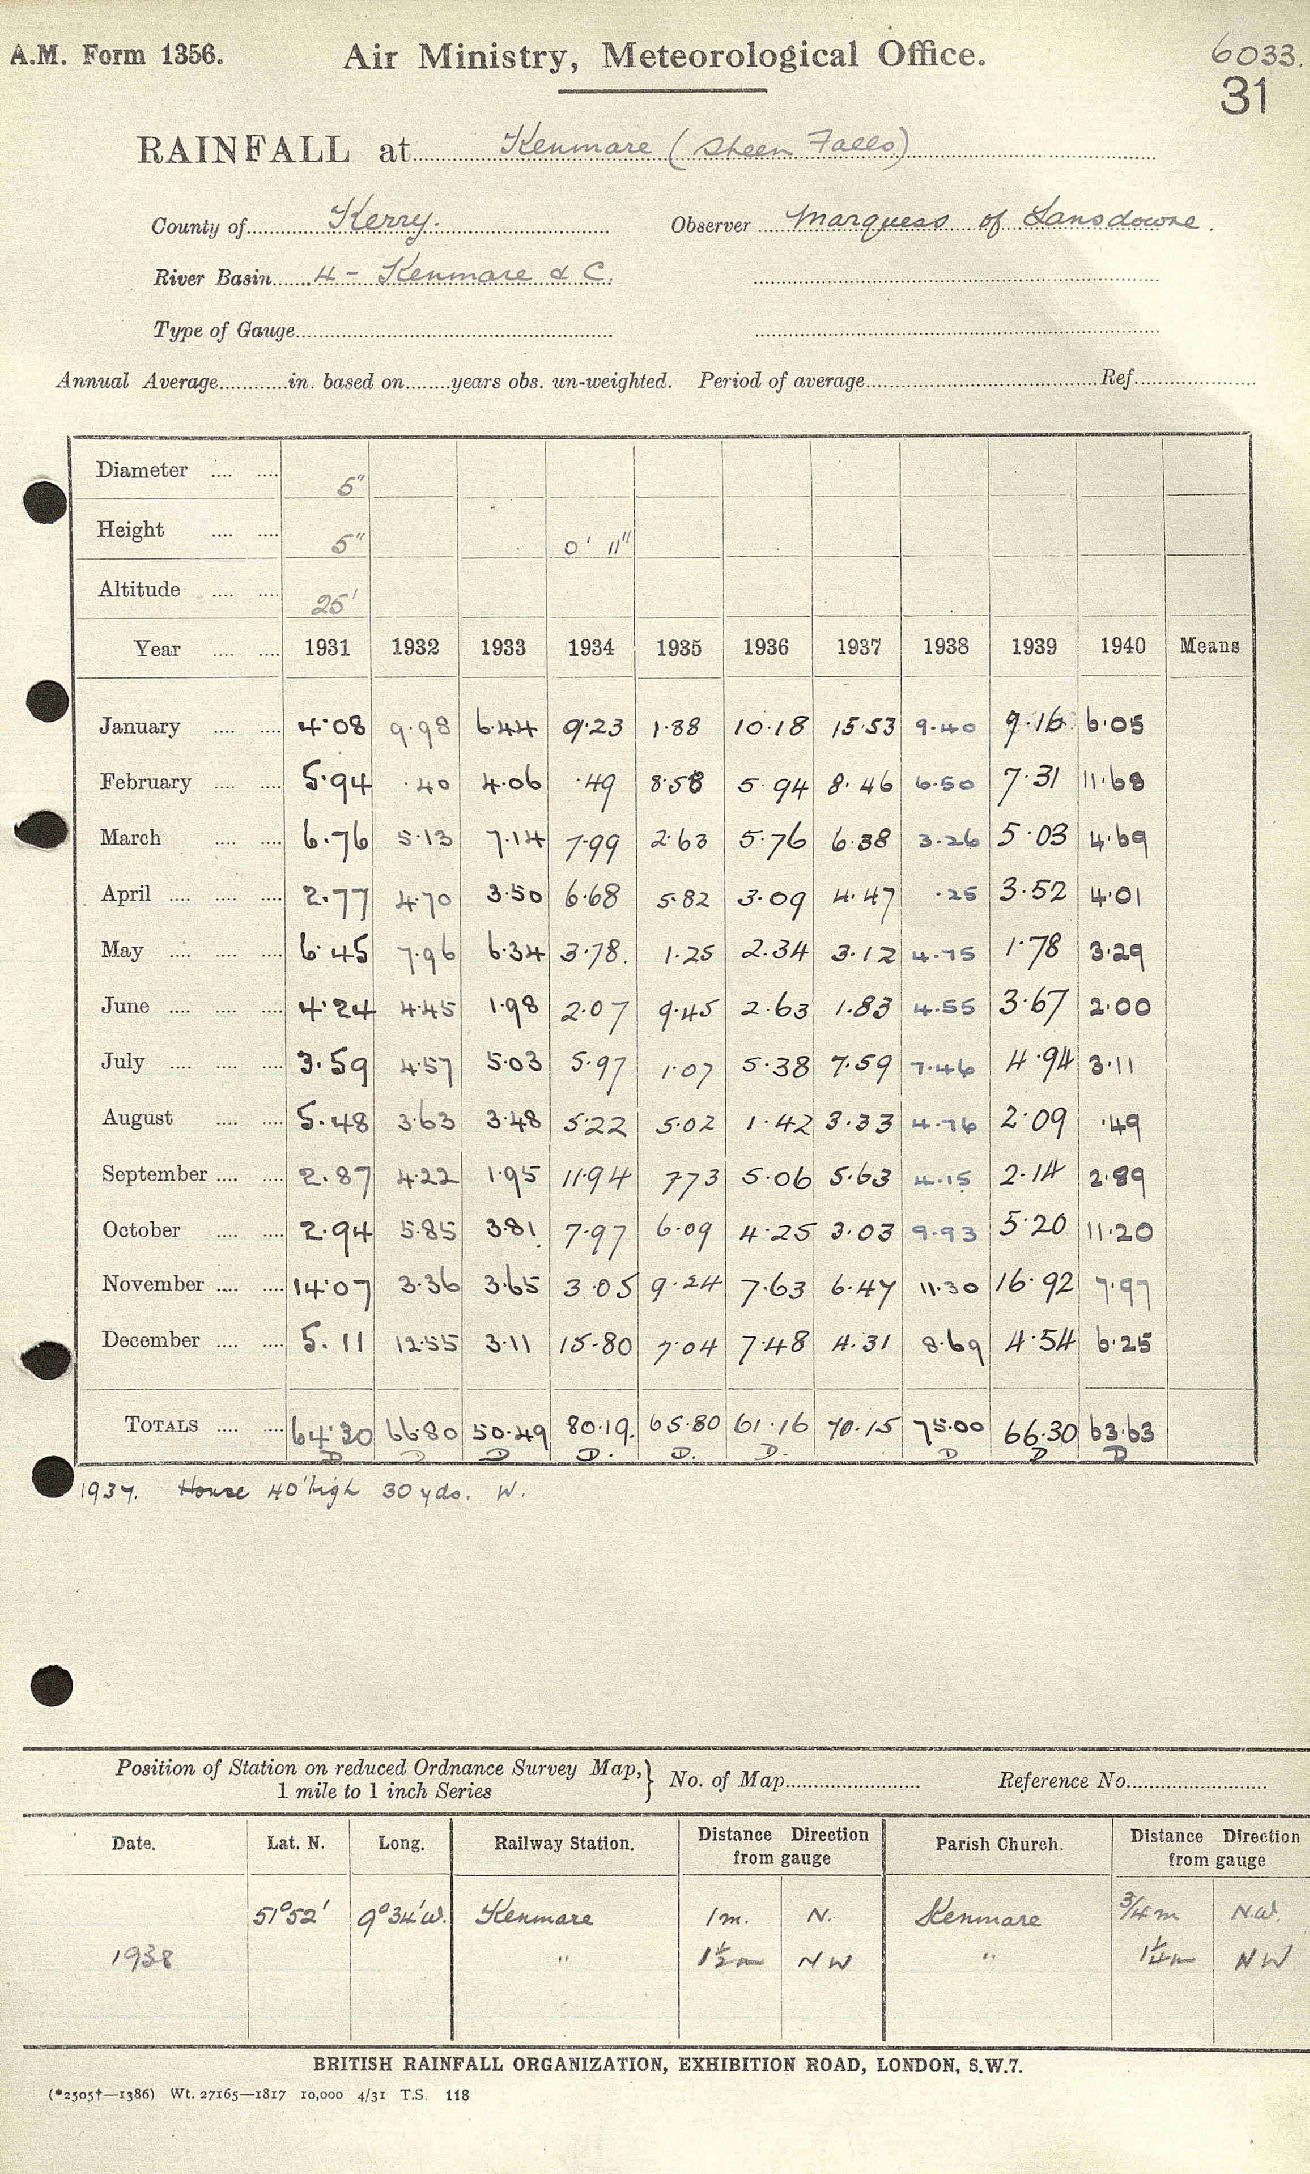 A.M. Form 1356.
Air Ministry, Meteorological Office.
6033.
31
RAINFALL at Kenmare (Sheen Falls)
County of Kerry. Observer Marquess of Lansdowne.
River Basin 4 - Kenmare & C.
Type of Gauge
Annual Average in. based on years obs. un-weighted. Period of average Ref.
Diameter 5"
Height 5" 0' 11"
Altitude 25'
Year 1931 1932 1933 1934 1935 1936 1937 1938 1939 1940 Means
January 4.08 9.98 6.44 9.23 1.88 10.18 15.53 9.40 9.16 6.05
February 5.94 .40 4.06 .49 8.58 5.94 8.46 6.50 7.31 11.68
March 6.76 5.13 7.14 7.99 2.63 5.76 6.38 3.26 5.03 4.69
April 2.77 4.70 3.50 6.68 5.82 3.09 4.47 .25 3.52 4.01
May 6.45 7.96 6.34 3.78. 1.25 2.34 3.12 4.75 1.78 3.29
June 4.24 4.45 1.98 2.07 9.45 2.63 1.83 4.55 3.67 2.00
July 3.59 4.57 5.03 5.97 1.07 5.38 7.59 7.46 4.94 3.11
August 5.48 3.63 3.48 5.22 5.02 1.42 3.33 4.76 2.09 .49
September 2.87 4.22 1.95 11.94 7.73 5.06 5.63 4.15 2.14 2.89
October 2.94 5.85 3.81 7.97 6.09 4.25 3.03 9.93 5.20 11.20
November 14.07 3.36 3.65 3.05 9.24 7.63 6.47 11.30 16.92 7.97
December 5.11 12.55 3.11 15.80 7.04 7.48 4.31 8.69 4.54 6.25
TOTALS 64.30 66.80 50.49 80.19. 65.80 61.16 70.15 75.00 66.30 63.63
D D D D. D. D. D D D
1937. House 40' high 30 yds. W.
Position of Station on reduced Ordnance Survey Map, 1 mile to 1 inch Series } No. of Map Reference No.
Date. Lat. N. Long. Railway Station. Distance Direction from gauge Parish Church. Distance Direction from gauge
51°52' 9°34'W. Kenmare 1m. N. Kenmare 3/4m N.W.
1938 " 1½m NW " 1¼m NW
BRITISH RAINFALL ORGANIZATION, EXHIBITION ROAD, LONDON, S.W.7.
(*2505†—1386) Wt. 27165—1817 10,000 4/31 T.S. 118